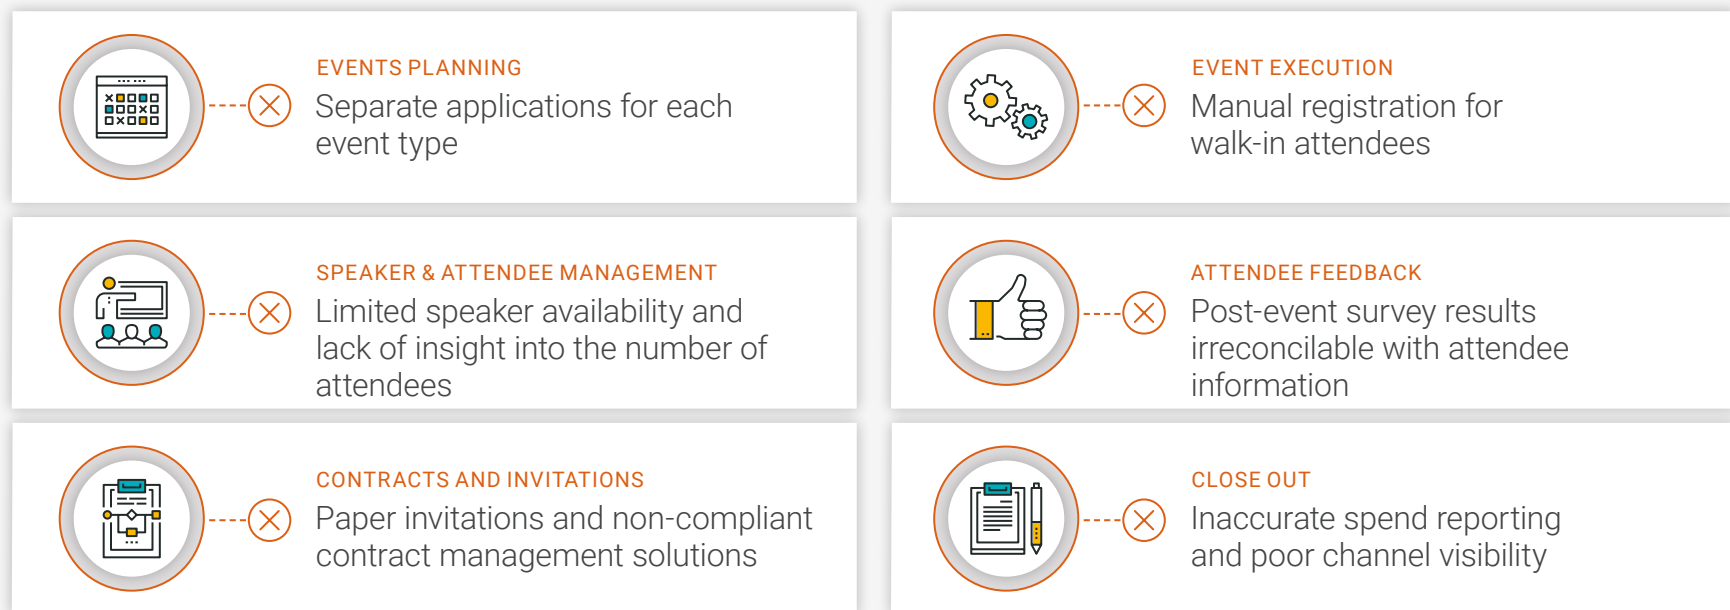 EVENTS PLANNING
Separate applications for each
event type
SPEAKER & ATTENDEE MANAGEMENT
Limited speaker availability and
lack of insight into the number of
attendees
CONTRACTS AND INVITATIONS
Paper invitations and non-compliant
contract management solutions
EVENT EXECUTION
Manual registration for
walk-in attendees
ATTENDEE FEEDBACK
Post-event survey results
irreconcilable with attendee
information
CLOSE OUT
Inaccurate spend reporting
and poor channel visibility